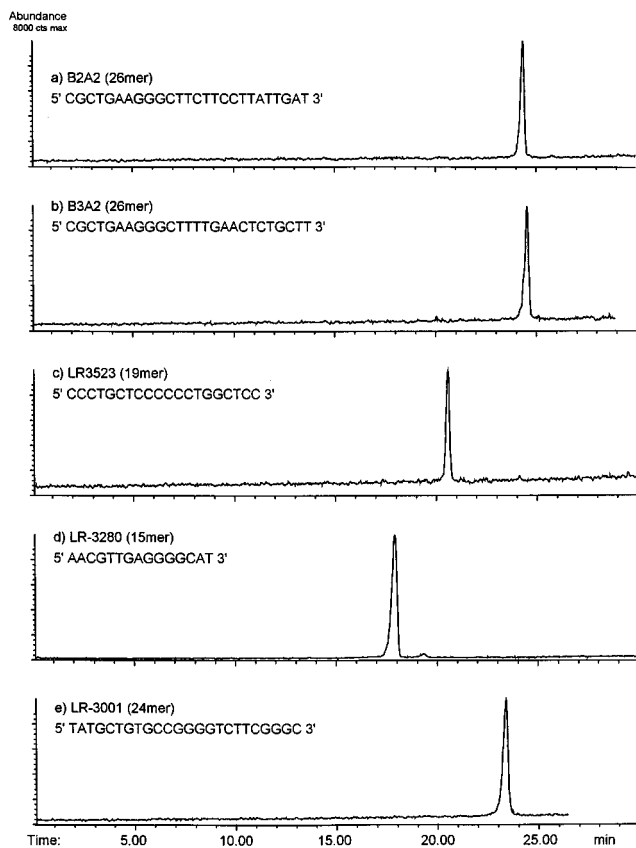 Abundance
8000 cts max
a) B2A2 (26mer)
5' CGCTGAAGGGCTTCTTCCTTATTGAT 3'
b) B3A2 (26mer)
5' CGCTGAAGGGCTTTTGAACTCTGCTT 3'
c) LR3523 (19mer)
5' CCCTGCTCCCCCCTGGCTCC 3'
d) LR-3280 (15mer)
5' AACGTTGAGGGGCAT 3'
e) LR-3001 (24mer)
5' TATGCTGTGCCGGGGTCTTCGGGC 3'
Time: 5.00 10.00 15.00 20.00 25.00 min